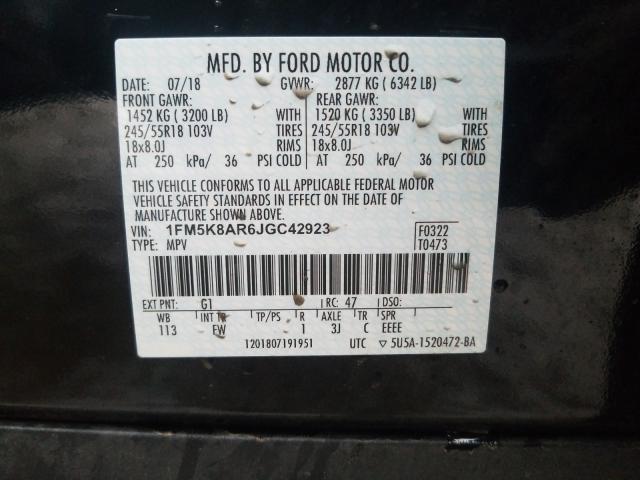 MFD. BY FORD MOTOR CO.
DATE: 07/18 GVWR: 2877 KG ( 6342 LB)
FRONT GAWR: REAR GAWR:
1452 KG ( 3200 LB) WITH 1520 KG ( 3350 LB) WITH
245/55R18 103V TIRES 245/55R18 103V TIRES
18x8.0J RIMS 18x8.0J RIMS
AT 250 kPa/ 36 PSI COLD AT 250 kPa/ 36 PSI COLD
THIS VEHICLE CONFORMS TO ALL APPLICABLE FEDERAL MOTOR
VEHICLE SAFETY STANDARDS IN EFFECT ON THE DATE OF
MANUFACTURE SHOWN ABOVE.
VIN: 1FM5K8AR6JGC42923 F0322
TYPE: MPV T0473
EXT PNT: G1 RC: 47 DSO:
WB INT TR TP/PS R AXLE TR SPR
113 FW 1 3J C EEEE
1201807191951 UTC ▽ 5U5A-1520472-BA